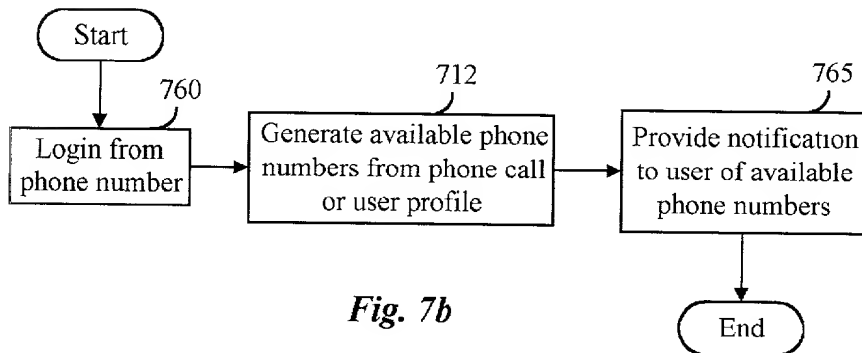 Start
760
Login from
phone number
712
Generate available phone
numbers from phone call
or user profile
765
Provide notification
to user of available
phone numbers
End
Fig. 7b